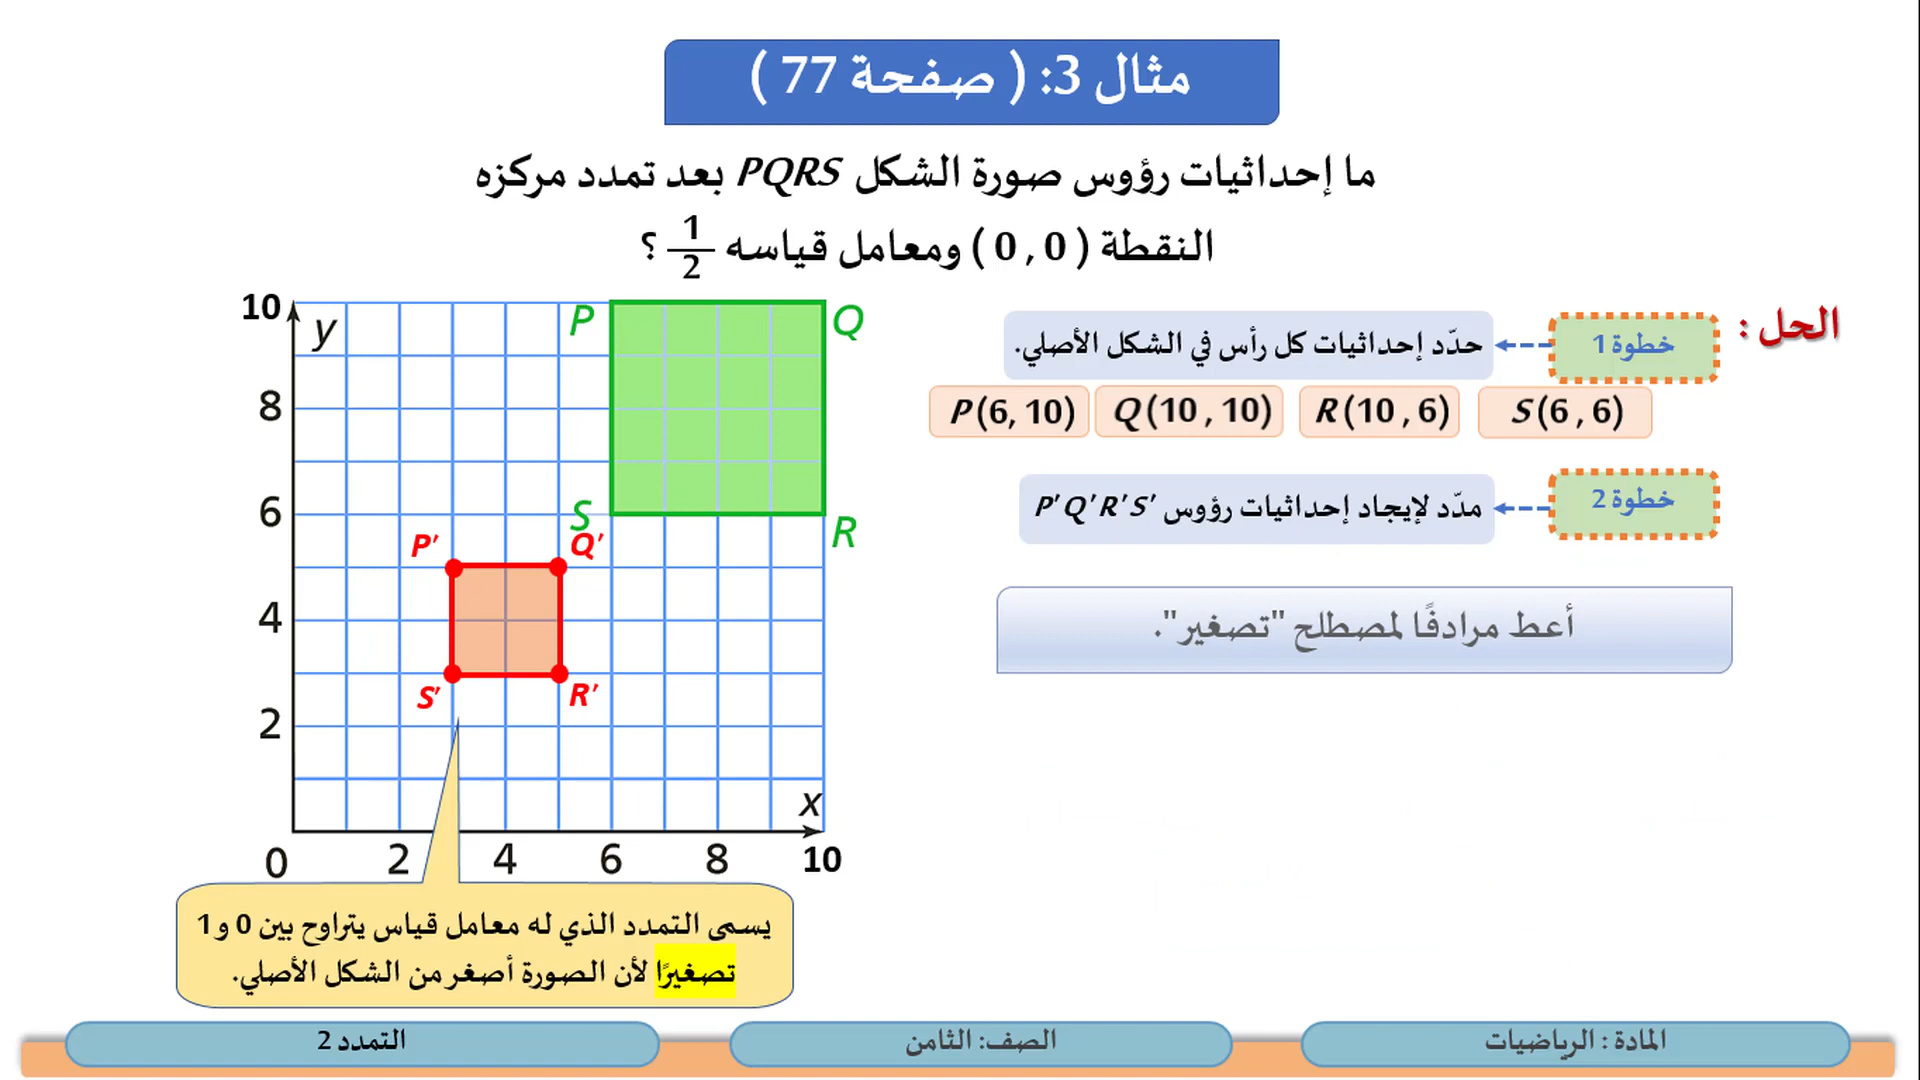 مثال 3: ( صفحة 77 )
ما إحداثيات رؤوس صورة الشكل PQRS بعد تمدد مركزه
النقطة ( 0 , 0 ) ومعامل قياسه 1/2 ؟
الحل :
خطوة 1
حدّد إحداثيات كل رأس في الشكل الأصلي.
P (6, 10) Q (10 , 10) R (10 , 6) S (6 , 6)
خطوة 2
مدّد لإيجاد إحداثيات رؤوس P′ Q′ R′ S′
أعط مرادفًا لمصطلح "تصغير".
10
y
P
Q
8
6
S
R
P′
Q′
4
S′
R′
2
x
0 2 4 6 8 10
يسمى التمدد الذي له معامل قياس يتراوح بين 0 و 1
تصغيرًا لأن الصورة أصغر من الشكل الأصلي.
المادة : الرياضيات
الصف: الثامن
التمدد 2